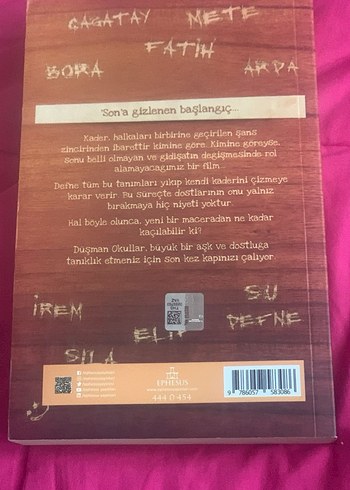 ÇAĞATAY METE
FATİH
BORA ARDA
"Son'a gizlenen başlangıç...
Kader, halkaları birbirine geçirilen şans
zincirinden ibarettir kimine göre. Kimine göreyse,
Sonu belli olmayan ve gidişatın değişmesinde rol
alamayacağımız bir film...
Defne tüm bu tanımları yıkıp kendi kaderini çizmeye
karar verir. Bu süreçte dostlarının onu yalnız
bırakmaya hiç niyeti yoktur.
Hal böyle olunca, yeni bir maceradan ne kadar
kaçılabilir ki?
Düşman Okullar, büyük bir aşk ve dostluğa
tanıklık etmeniz için son kez kapınızı çalıyor.
İREM SU
ELİF DEFNE
SILA
EPHESUS
444 0 454
9 786057 583086